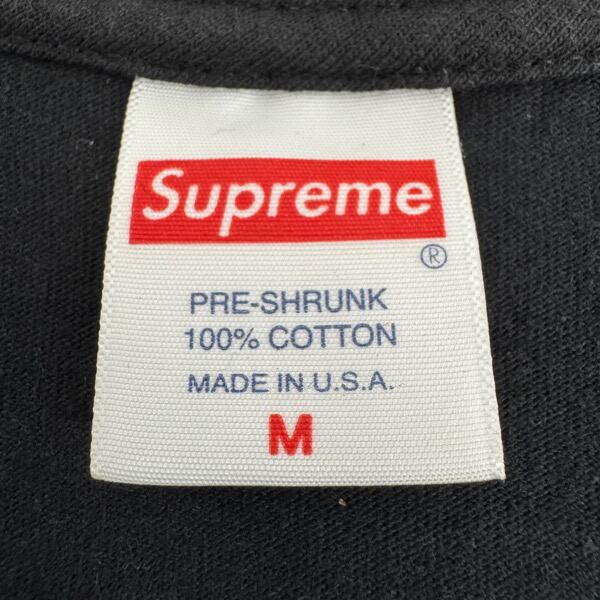 Supreme
®
PRE-SHRUNK
100% COTTON
MADE IN U.S.A.
M